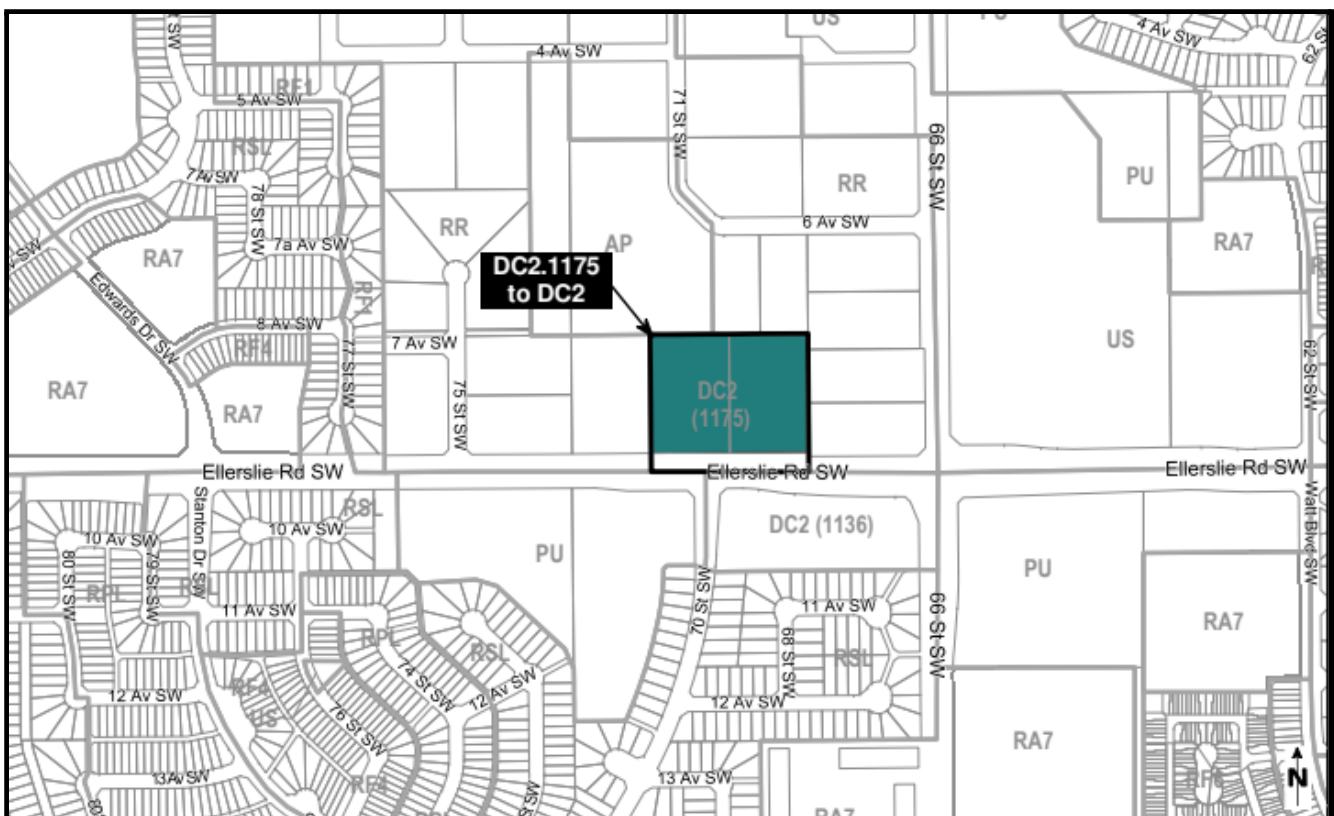 St SW
US
PU
4 Av SW
4 Av SW
62 St
RF1
5 Av SW
71 St SW
66 St SW
RSL
7 Av SW
78 St SW
RR
PU
RA7
RR
6 Av SW
RA7
7a Av SW
AP
v SW
DC2.1175
to DC2
Edwards Dr SW
RF1
8 Av SW
RF4
77 St SW
7 Av SW
US
62 St SW
RA7
RA7
75 St SW
DC2
(1175)
Ellerslie Rd SW
Ellerslie Rd SW
Ellerslie Rd SW
Stanton Dr SW
RSL
10 Av SW
10 Av SW
80 St SW
79 St SW
RPL
RSL
11 Av SW
PU
DC2 (1136)
PU
Watt Blvd SW
70 St SW
11 Av SW
68 St SW
RSL
66 St SW
RA7
RPL
RSL
74 St SW
12 Av SW
12 Av SW
RF4
US
76 St SW
12 Av SW
RA7
13 Av SW
RF4
13 Av SW
RF5
N
RA7